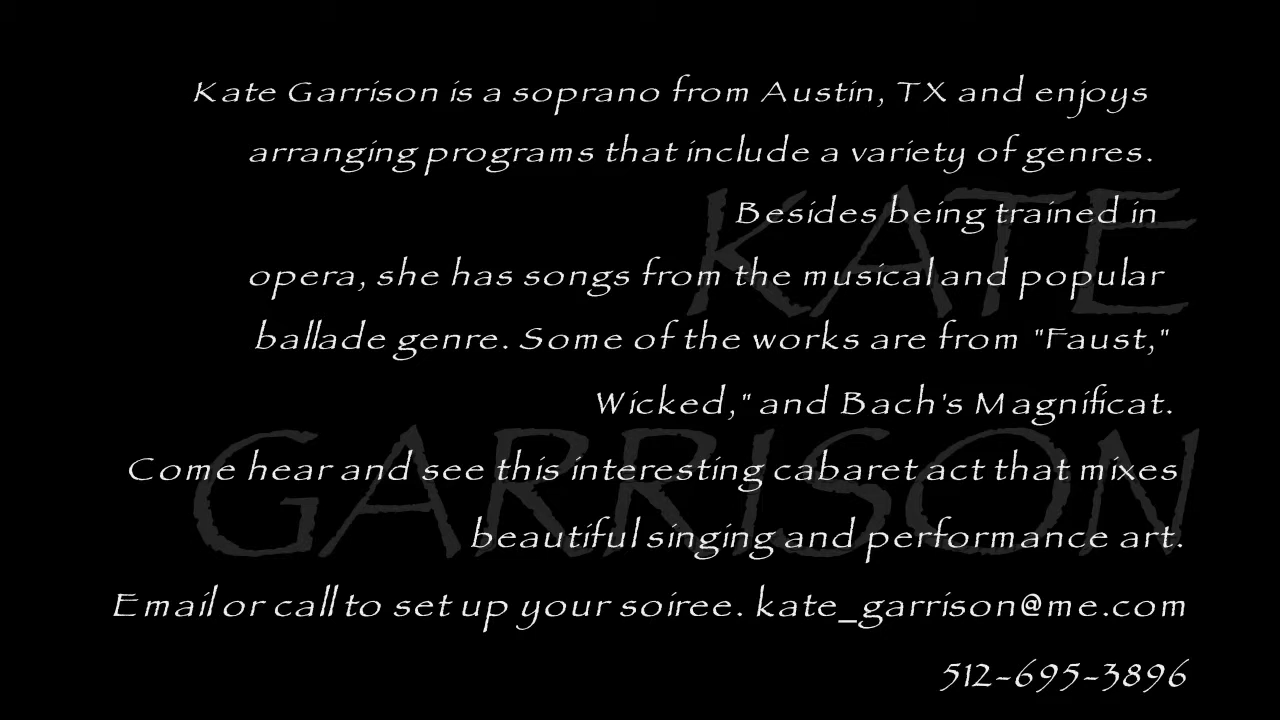 Kate Garrison is a soprano from Austin, TX and enjoys
arranging programs that include a variety of genres.
Besides being trained in
opera, she has songs from the musical and popular
ballade genre. Some of the works are from "Faust,"
Wicked," and Bach's Magnificat.
Come hear and see this interesting cabaret act that mixes
beautiful singing and performance art.
Email or call to set up your soiree. kate_garrison@me.com
512-695-3896
KATE
GARRISON